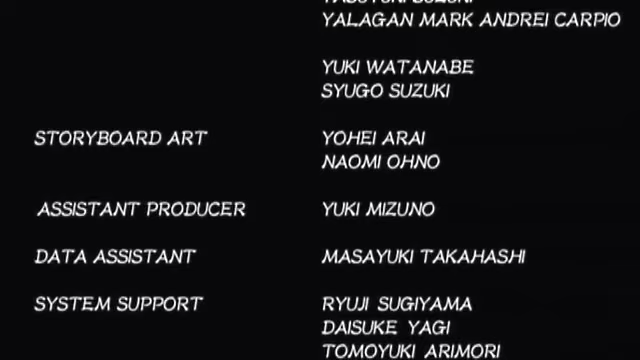 YALAGAN MARK ANDREI CARPIO
YUKI WATANABE
SYUGO SUZUKI
STORYBOARD ART YOHEI ARAI
NAOMI OHNO
ASSISTANT PRODUCER YUKI MIZUNO
DATA ASSISTANT MASAYUKI TAKAHASHI
SYSTEM SUPPORT RYUJI SUGIYAMA
DAISUKE YAGI
TOMOYUKI ARIMORI